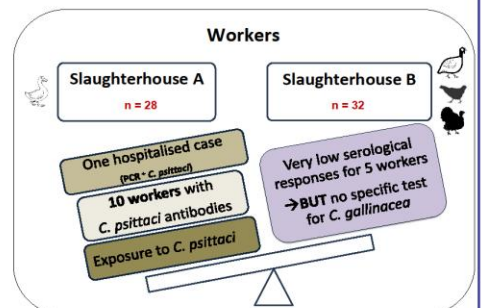 Workers
Slaughterhouse A
n = 28
Slaughterhouse B
n = 32
One hospitalised case
(PCR + C. psittaci)
10 workers with
C. psittaci antibodies
Exposure to C. psittaci
Very low serological
responses for 5 workers
→BUT no specific test
for C. gallinacea